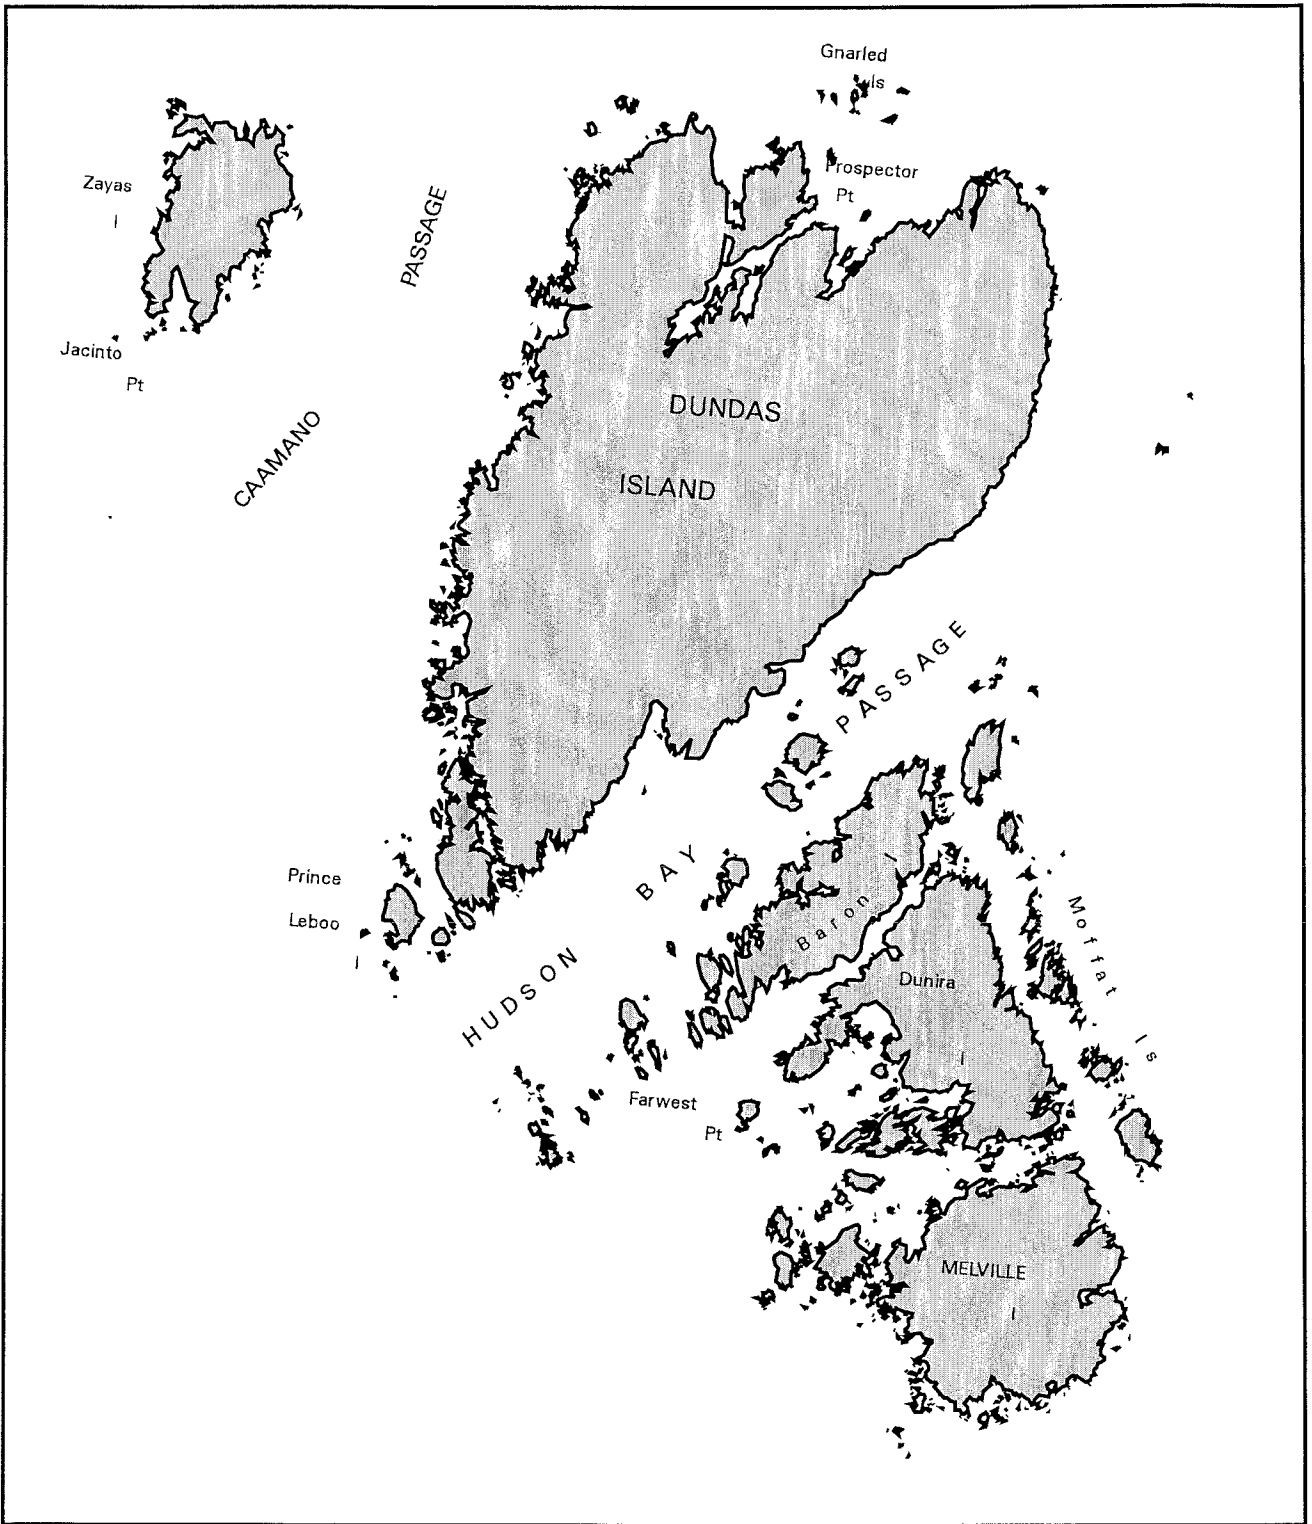 Gnarled
Is
Prospector
Pt
Zayas
I
PASSAGE
Jacinto
Pt
CAAMANO
DUNDAS
ISLAND
PASSAGE
HUDSON BAY
Prince
Leboo
I
Baron I
Moffat Is
Dunira
I
Farwest
Pt
MELVILLE
I